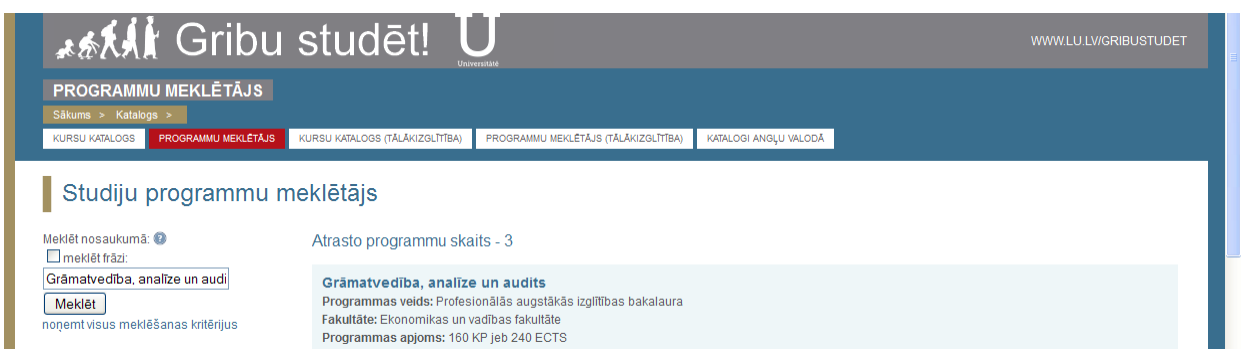 Gribu studēt!
U
Universitātē
WWW.LU.LV/GRIBUSTUDET
PROGRAMMU MEKLĒTĀJS
Sākums > Katalogs >
KURSU KATALOGS
PROGRAMMU MEKLĒTĀJS
KURSU KATALOGS (TĀLĀKIZGLĪTĪBA)
PROGRAMMU MEKLĒTĀJS (TĀLĀKIZGLĪTĪBA)
KATALOGI ANGĻU VALODĀ
Studiju programmu meklētājs
Meklēt nosaukumā: ?
meklēt frāzi:
Grāmatvedība, analīze un audi
Meklēt
noņemt visus meklēšanas kritērijus
Atrasto programmu skaits - 3
Grāmatvedība, analīze un audits
Programmas veids: Profesionālās augstākās izglītības bakalaura
Fakultāte: Ekonomikas un vadības fakultāte
Programmas apjoms: 160 KP jeb 240 ECTS